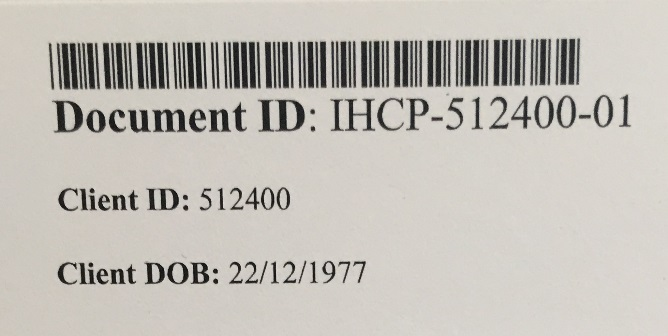 Document ID: IHCP-512400-01
Client ID: 512400
Client DOB: 22/12/1977